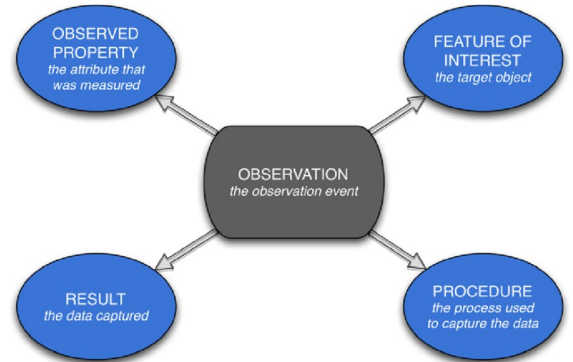 OBSERVED
PROPERTY
the attribute that
was measured
FEATURE OF
INTEREST
the target object
OBSERVATION
the observation event
RESULT
the data captured
PROCEDURE
the process used
to capture the data